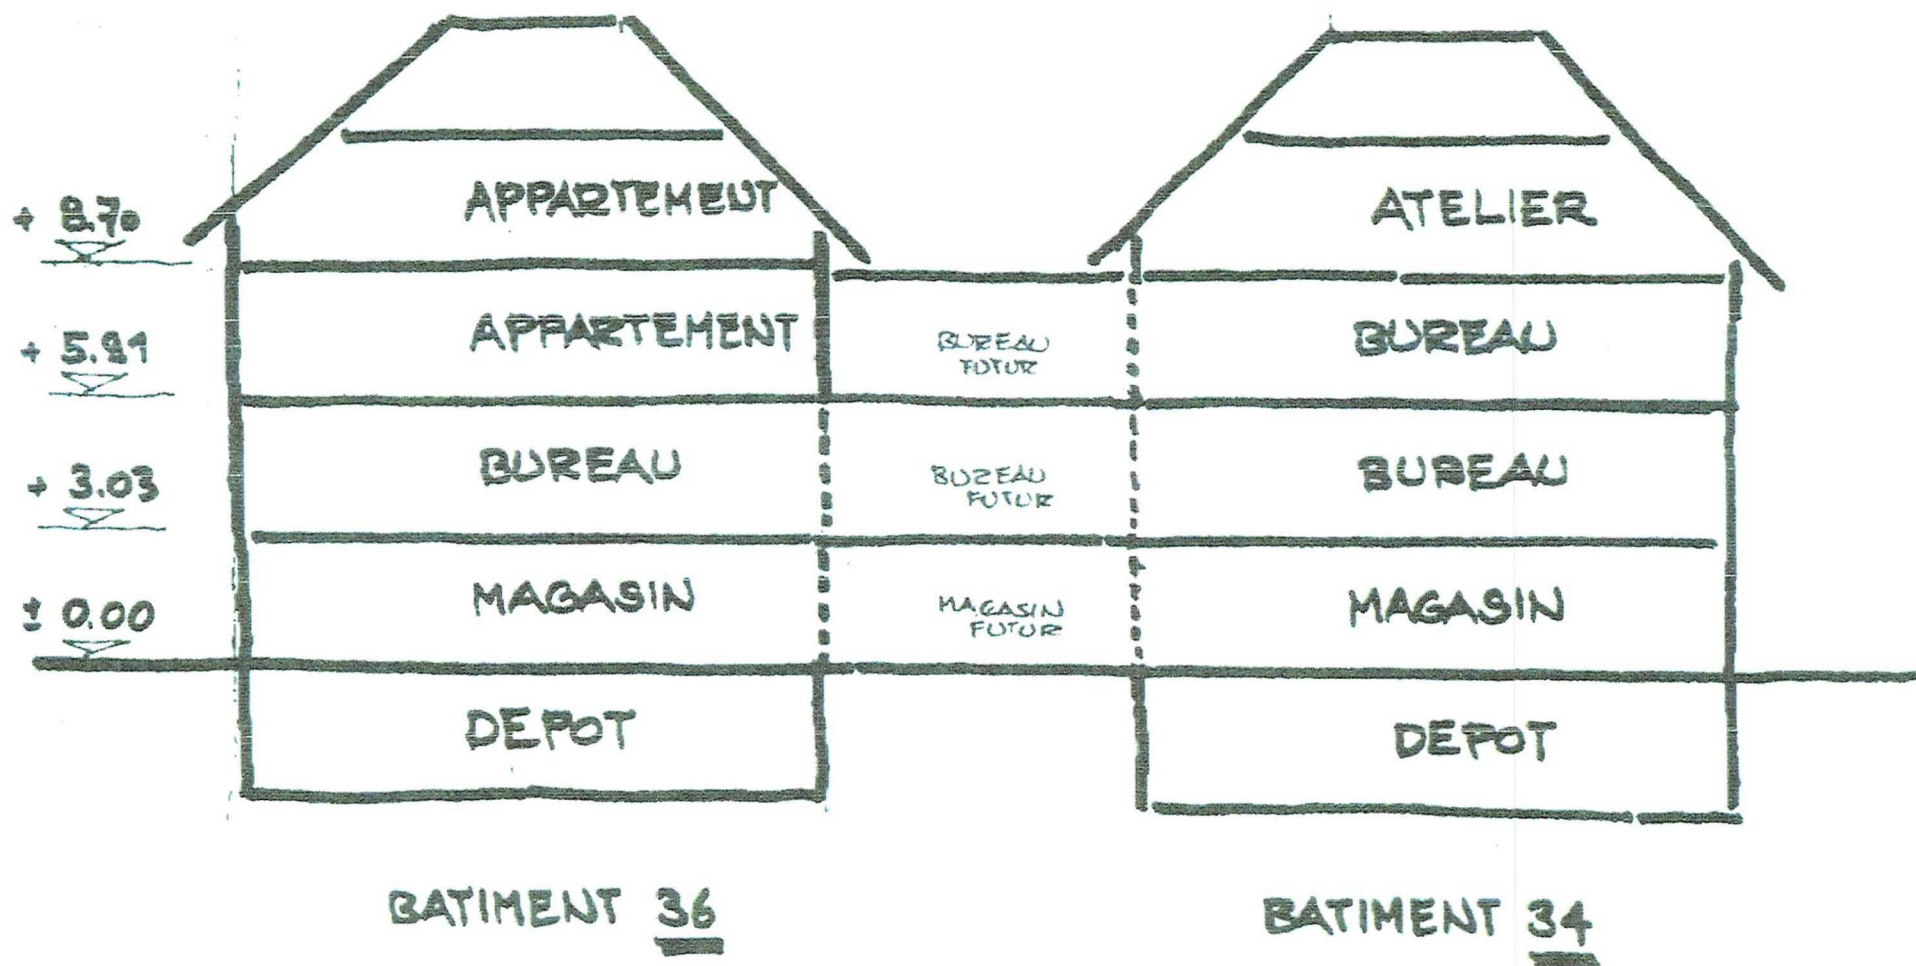 APPARTEMENT
ATELIER
+ 8.70
APPARTEMENT
BUREAU
FUTUR
BUREAU
+ 5.81
BUREAU
BUREAU
FUTUR
BUREAU
+ 3.03
MAGASIN
MAGASIN
FUTUR
MAGASIN
± 0.00
DEPOT
DEPOT
BATIMENT 36
BATIMENT 34